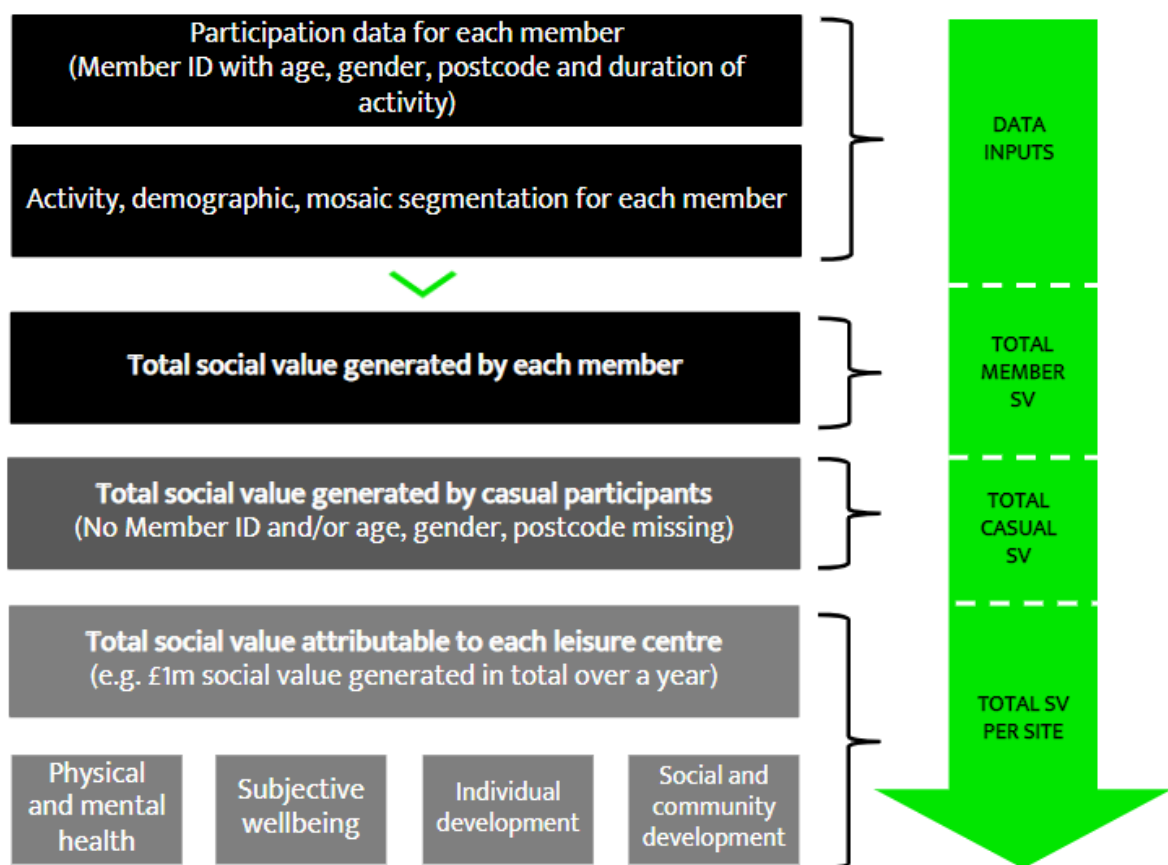 Participation data for each member
(Member ID with age, gender, postcode and duration of
activity)
DATA
INPUTS
Activity, demographic, mosaic segmentation for each member
Total social value generated by each member
TOTAL
MEMBER
SV
Total social value generated by casual participants
(No Member ID and/or age, gender, postcode missing)
TOTAL
CASUAL
SV
Total social value attributable to each leisure centre
(e.g. £1m social value generated in total over a year)
TOTAL SV
PER SITE
Physical
and mental
health
Subjective
wellbeing
Individual
development
Social and
community
development